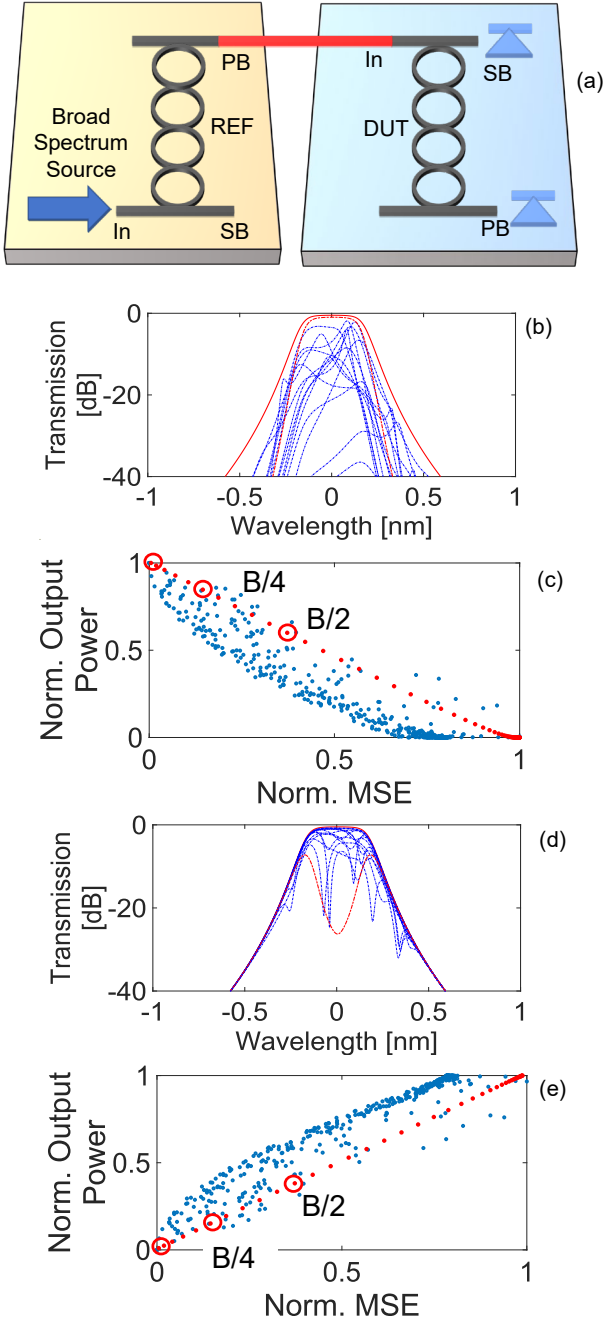 PB
In
SB
(a)
Broad
Spectrum
Source
REF
DUT
In
SB
PB
(b)
Transmission
[dB]
0
-20
-40
-1
-0.5
0
0.5
1
Wavelength [nm]
(c)
Norm. Output
Power
1
0.5
0
B/4
B/2
0
0.5
1
Norm. MSE
(d)
Transmission
[dB]
0
-20
-40
-1
-0.5
0
0.5
1
Wavelength [nm]
(e)
Norm. Output
Power
1
0.5
0
B/2
B/4
0
0.5
1
Norm. MSE